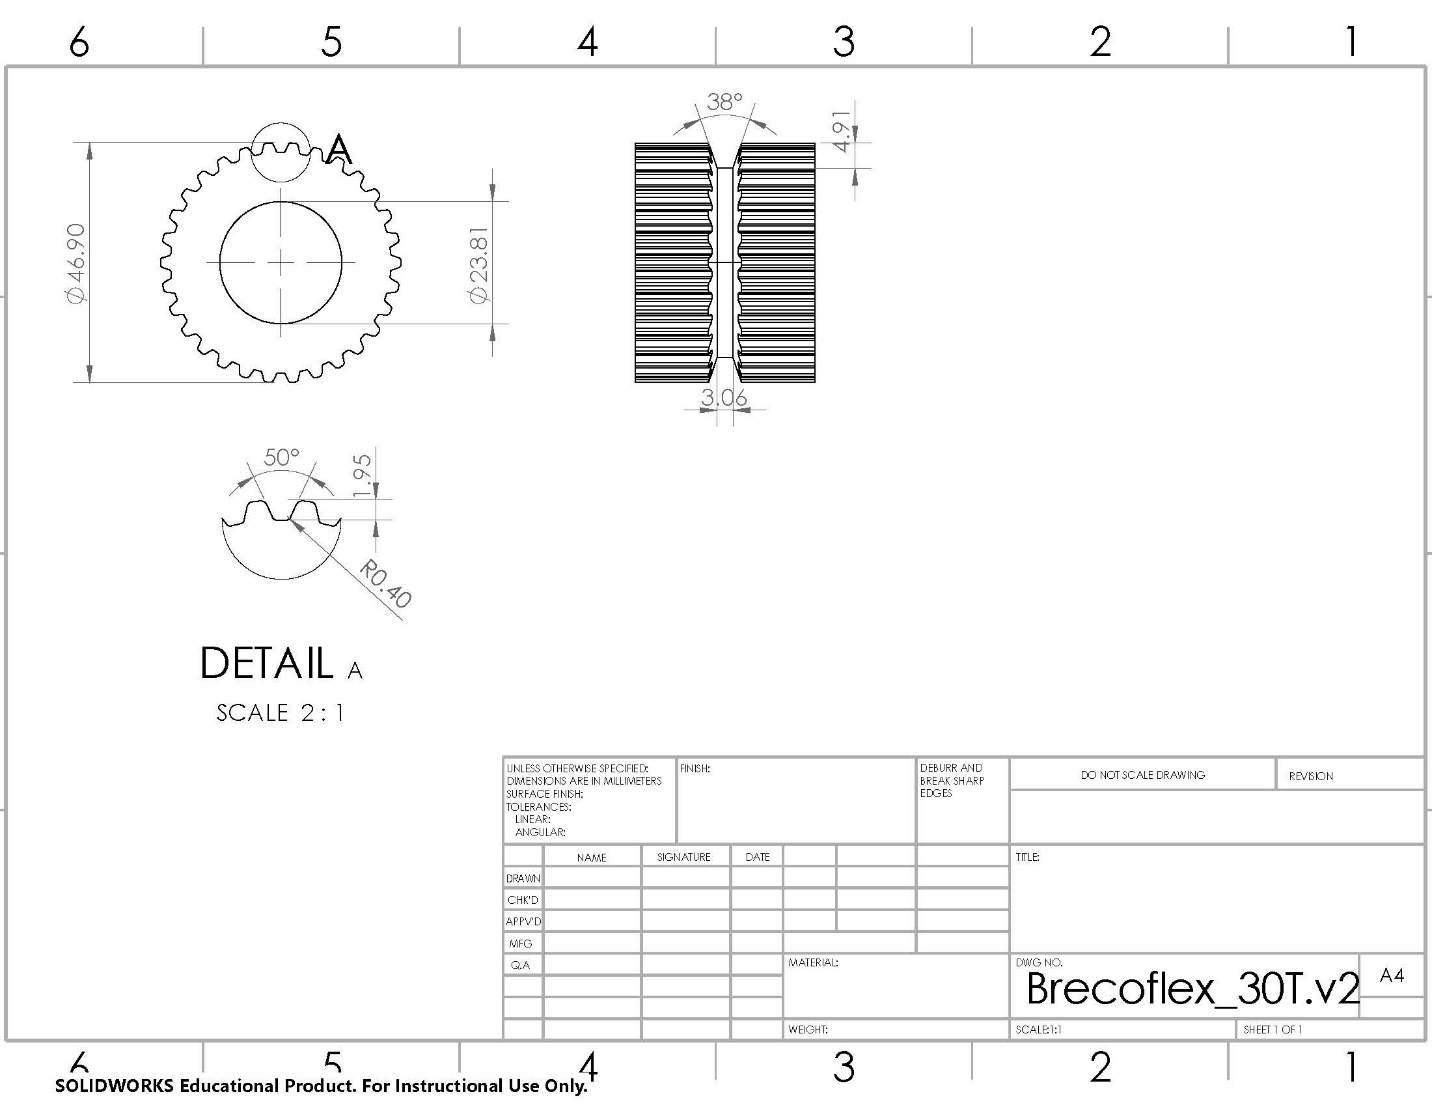 6 5 4 3 2 1
38°
4.91
A
Ø46.90
Ø23.81
3.06
50°
1.95
R0.40
DETAIL A
SCALE 2 : 1
UNLESS OTHERWISE SPECIFIED:
DIMENSIONS ARE IN MILLIMETERS
SURFACE FINISH:
TOLERANCES:
LINEAR:
ANGULAR:
FINISH:
DEBURR AND
BREAK SHARP
EDGES
DO NOT SCALE DRAWING
REVISION
NAME SIGNATURE DATE
TITLE:
DRAWN
CHK'D
APPV'D
MFG
Q.A
MATERIAL:
DWG NO.
Brecoflex_30T.v2
A4
WEIGHT:
SCALE:1:1
SHEET 1 OF 1
6 5 4 3 2 1
SOLIDWORKS Educational Product. For Instructional Use Only.